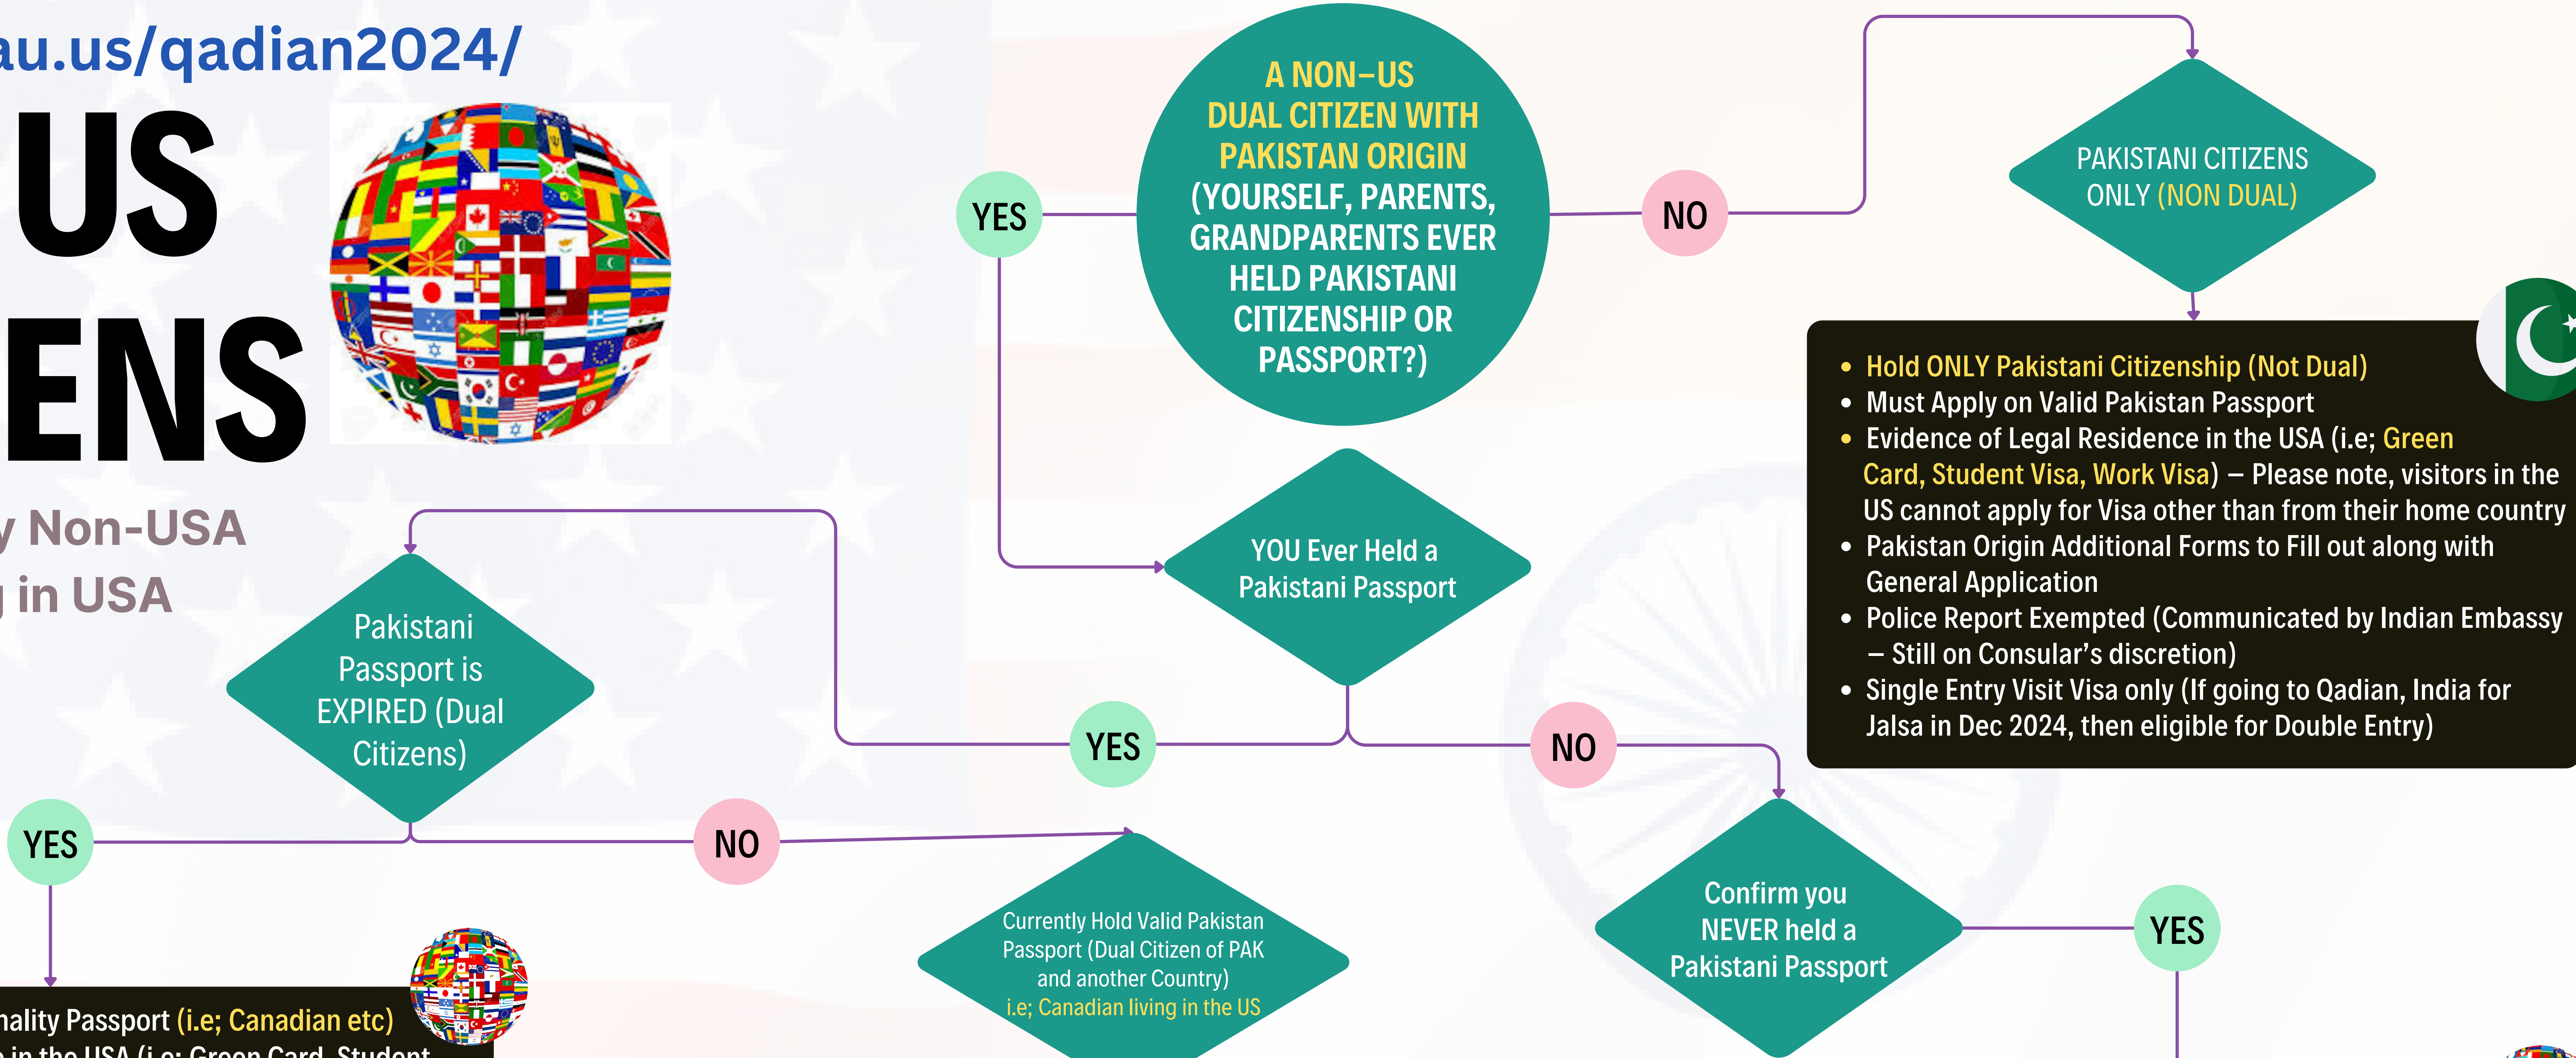 au.us/qadian2024/
US
ENS
y Non-USA
g in USA
A NON-US
DUAL CITIZEN WITH
PAKISTAN ORIGIN
(YOURSELF, PARENTS,
GRANDPARENTS EVER
HELD PAKISTANI
CITIZENSHIP OR
PASSPORT?)
YES
NO
PAKISTANI CITIZENS
ONLY (NON DUAL)
• Hold ONLY Pakistani Citizenship (Not Dual)
• Must Apply on Valid Pakistan Passport
• Evidence of Legal Residence in the USA (i.e; Green
Card, Student Visa, Work Visa) – Please note, visitors in the
US cannot apply for Visa other than from their home country
• Pakistan Origin Additional Forms to Fill out along with
General Application
• Police Report Exempted (Communicated by Indian Embassy
– Still on Consular's discretion)
• Single Entry Visit Visa only (If going to Qadian, India for
Jalsa in Dec 2024, then eligible for Double Entry)
YOU Ever Held a
Pakistani Passport
YES
NO
Pakistani
Passport is
EXPIRED (Dual
Citizens)
YES
NO
Currently Hold Valid Pakistan
Passport (Dual Citizen of PAK
and another Country)
i.e; Canadian living in the US
Confirm you
NEVER held a
Pakistani Passport
YES
nality Passport (i.e; Canadian etc)
e in the USA (i.e; Green Card, Student